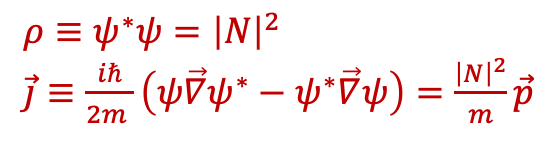 ρ ≡ ψ*ψ = |N|²
j⃗ ≡ iħ/2m (ψ∇⃗ψ* − ψ*∇⃗ψ) = |N|²/m p⃗